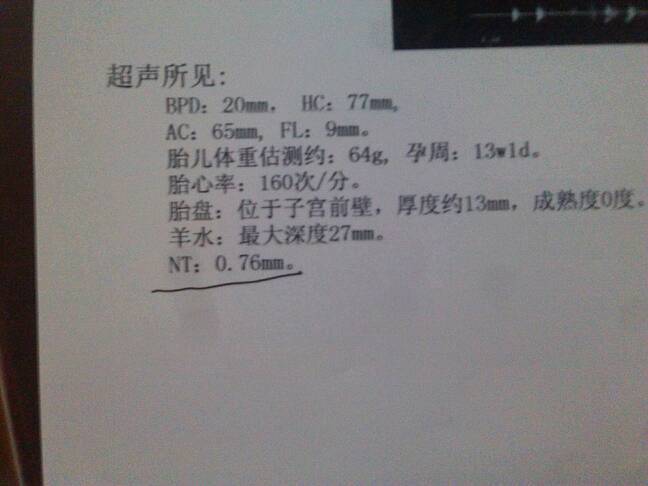 超声所见:
BPD: 20mm, HC: 77mm,
AC: 65mm, FL: 9mm。
胎儿体重估测约: 64g, 孕周: 13w1d。
胎心率: 160次/分。
胎盘: 位于子宫前壁, 厚度约13mm, 成熟度0度。
羊水: 最大深度27mm。
NT: 0.76mm。